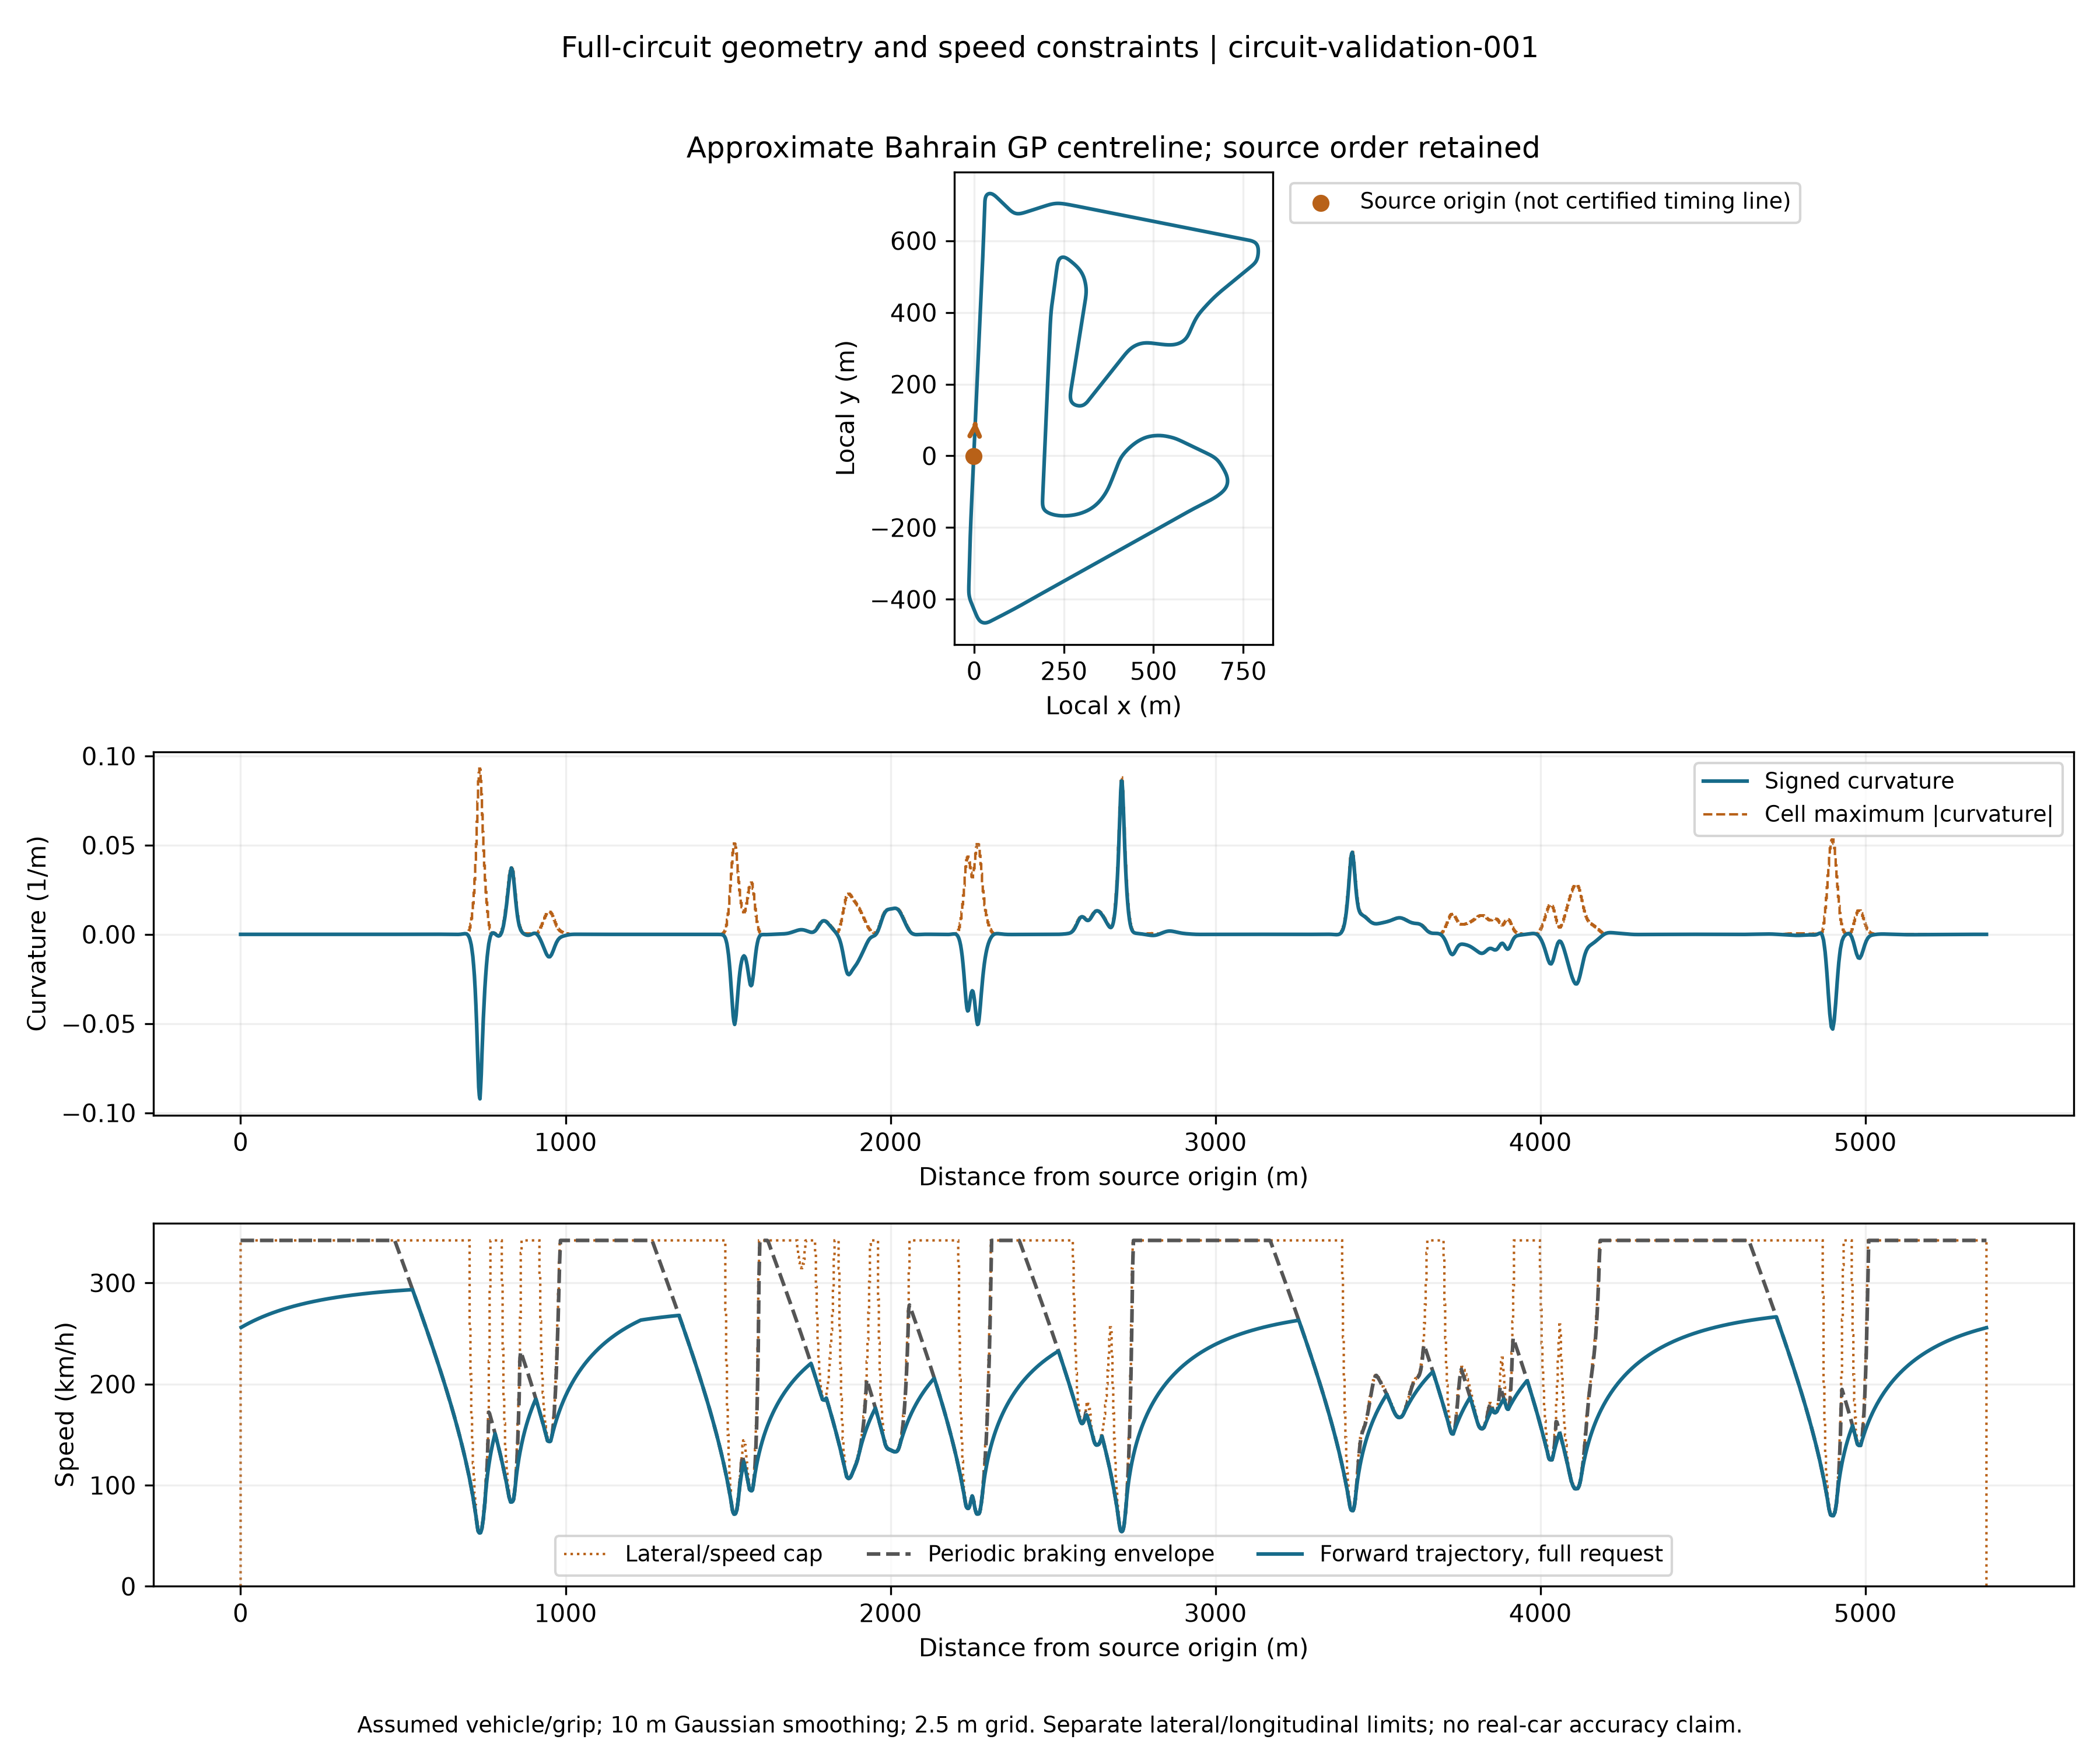 Full-circuit geometry and speed constraints | circuit-validation-001
Approximate Bahrain GP centreline; source order retained
Source origin (not certified timing line)
600
400
200
0
−200
−400
Local y (m)
0 250 500 750
Local x (m)
0.10
0.05
0.00
−0.05
−0.10
Curvature (1/m)
Signed curvature
Cell maximum |curvature|
0 1000 2000 3000 4000 5000
Distance from source origin (m)
300
200
100
0
Speed (km/h)
Lateral/speed cap Periodic braking envelope Forward trajectory, full request
0 1000 2000 3000 4000 5000
Distance from source origin (m)
Assumed vehicle/grip; 10 m Gaussian smoothing; 2.5 m grid. Separate lateral/longitudinal limits; no real-car accuracy claim.